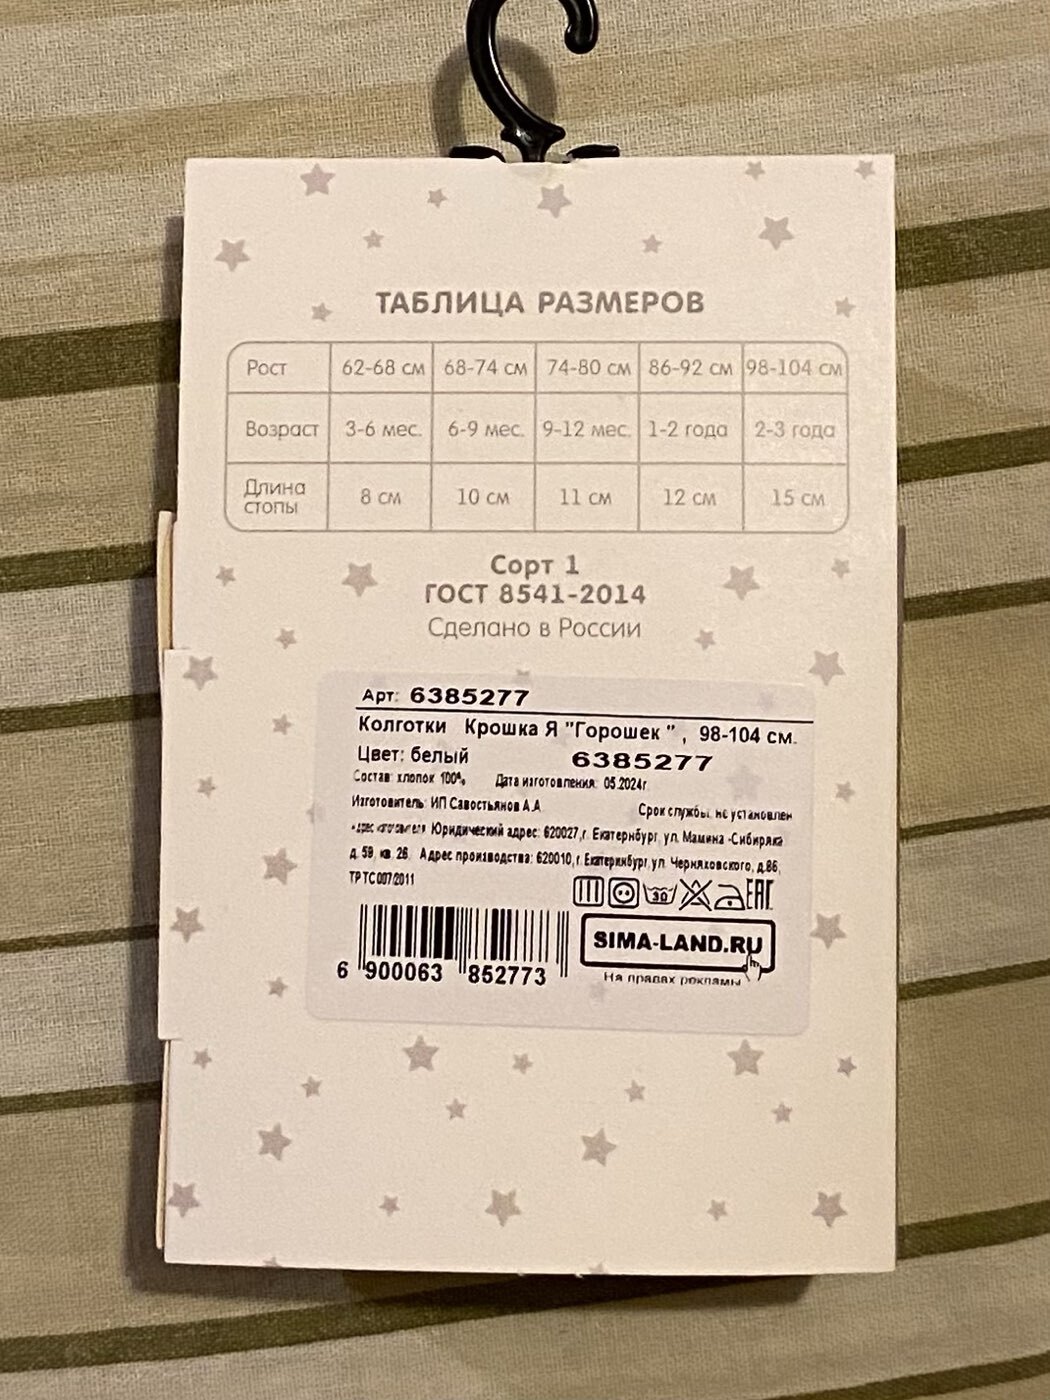 ТАБЛИЦА РАЗМЕРОВ
Рост 62-68 см 68-74 см 74-80 см 86-92 см 98-104 см
Возраст 3-6 мес. 6-9 мес. 9-12 мес. 1-2 года 2-3 года
Длина стопы 8 см 10 см 11 см 12 см 15 см
Сорт 1
ГОСТ 8541-2014
Сделано в России
Арт: 6385277
Колготки Крошка Я "Горошек " , 98-104 см.
Цвет: белый 6385277
Состав: хлопок 100%, Дата изготовления: 05.2024г
Изготовитель: ИП Савостьянов А.А. Срок службы: не установлен
Адрес изготовителя Юридический адрес: 620027,г. Екатеринбург, ул. Мамина -Сибиряка
д. 59, кв. 26, Адрес производства: 620010,г. Екатеринбург,ул. Черняховского, д.86,
ТР ТС 007/2011
30 EAC
6 900063 852773
SIMA-LAND.RU
На правах рекламы